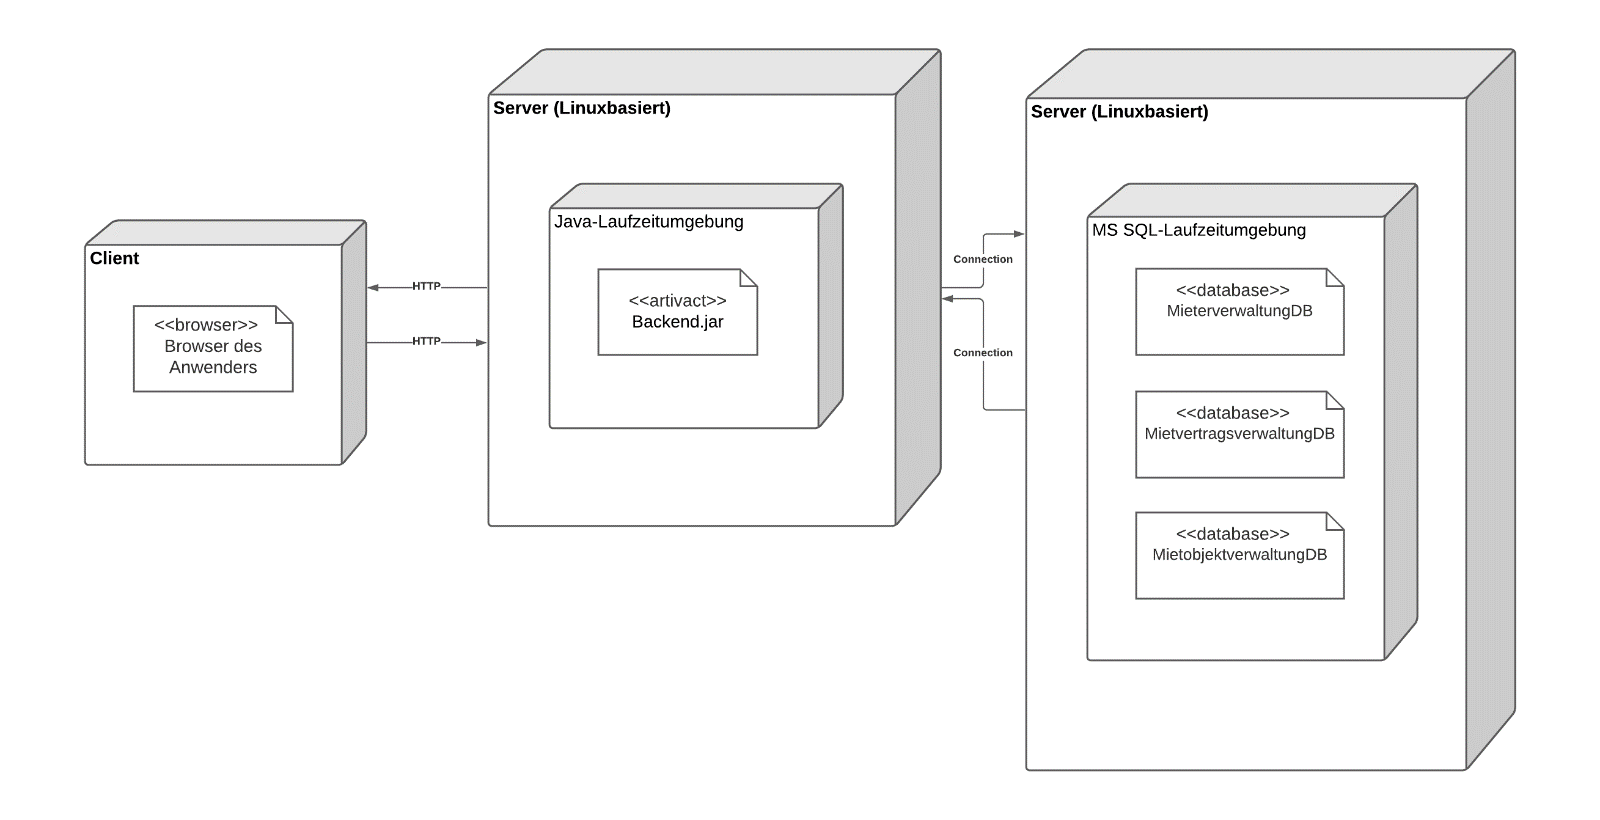 Client
<<browser>>
Browser des
Anwenders
HTTP
HTTP
Server (Linuxbasiert)
Java-Laufzeitumgebung
<<artivact>>
Backend.jar
Connection
Connection
Server (Linuxbasiert)
MS SQL-Laufzeitumgebung
<<database>>
MieterverwaltungDB
<<database>>
MietvertragsverwaltungDB
<<database>>
MietobjektverwaltungDB